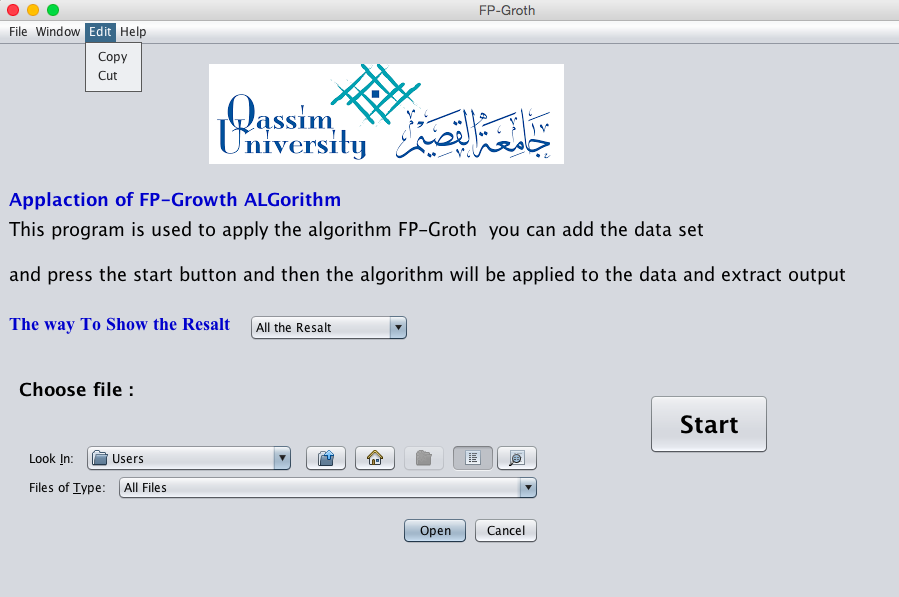 FP-Groth
File Window Edit Help
Copy
Cut
Qassim
University
جامعة القصيم
Applaction of FP-Growth ALGorithm
This program is used to apply the algorithm FP-Groth you can add the data set
and press the start button and then the algorithm will be applied to the data and extract output
The way To Show the Resalt
All the Resalt
Choose file :
Start
Look In: Users
Files of Type: All Files
Open Cancel